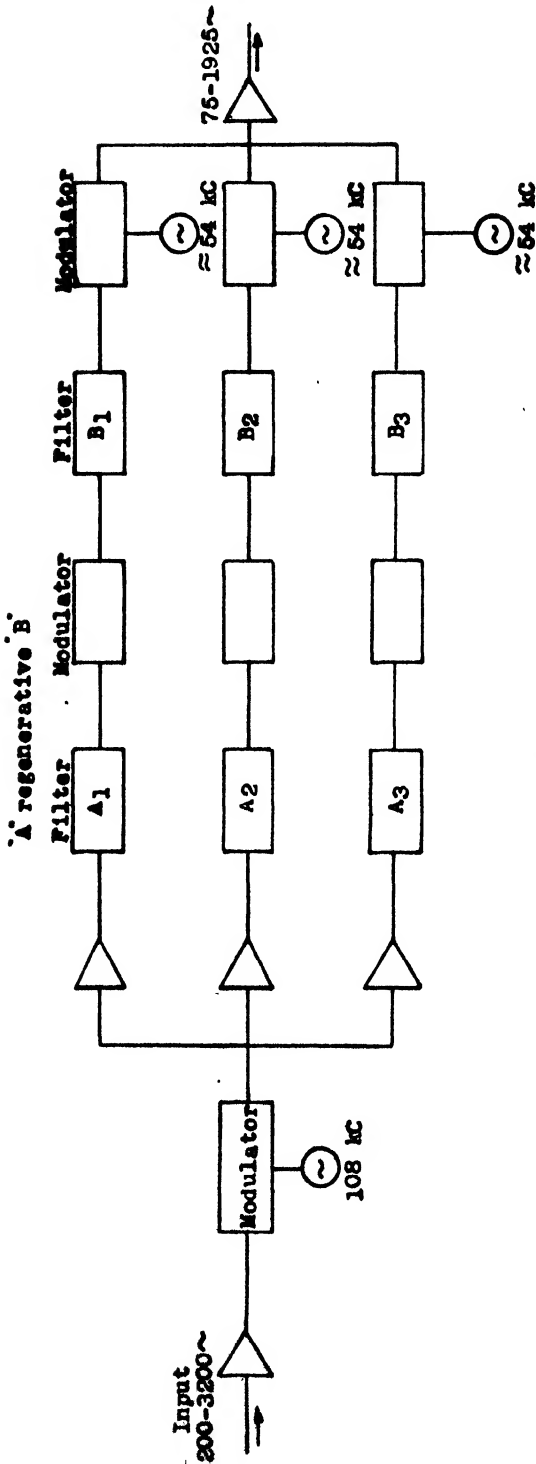 "A" regenerative "B"
Filter Modulator Filter Modulator
Input
200-3200~
Modulator
~
108 kC
A1
B1
~
≈54 kC
A2
B2
~
≈54 kC
A3
B3
~
≈54 kC
75-1925~